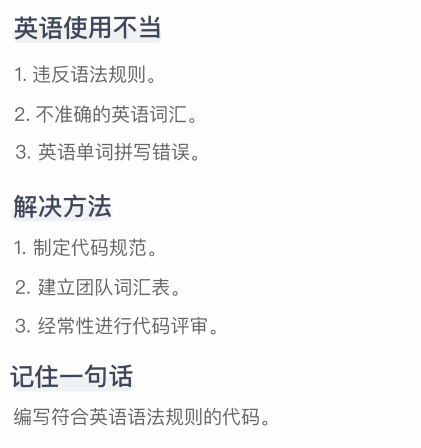 英语使用不当
1. 违反语法规则。
2. 不准确的英语词汇。
3. 英语单词拼写错误。
解决方法
1. 制定代码规范。
2. 建立团队词汇表。
3. 经常性进行代码评审。
记住一句话
编写符合英语语法规则的代码。